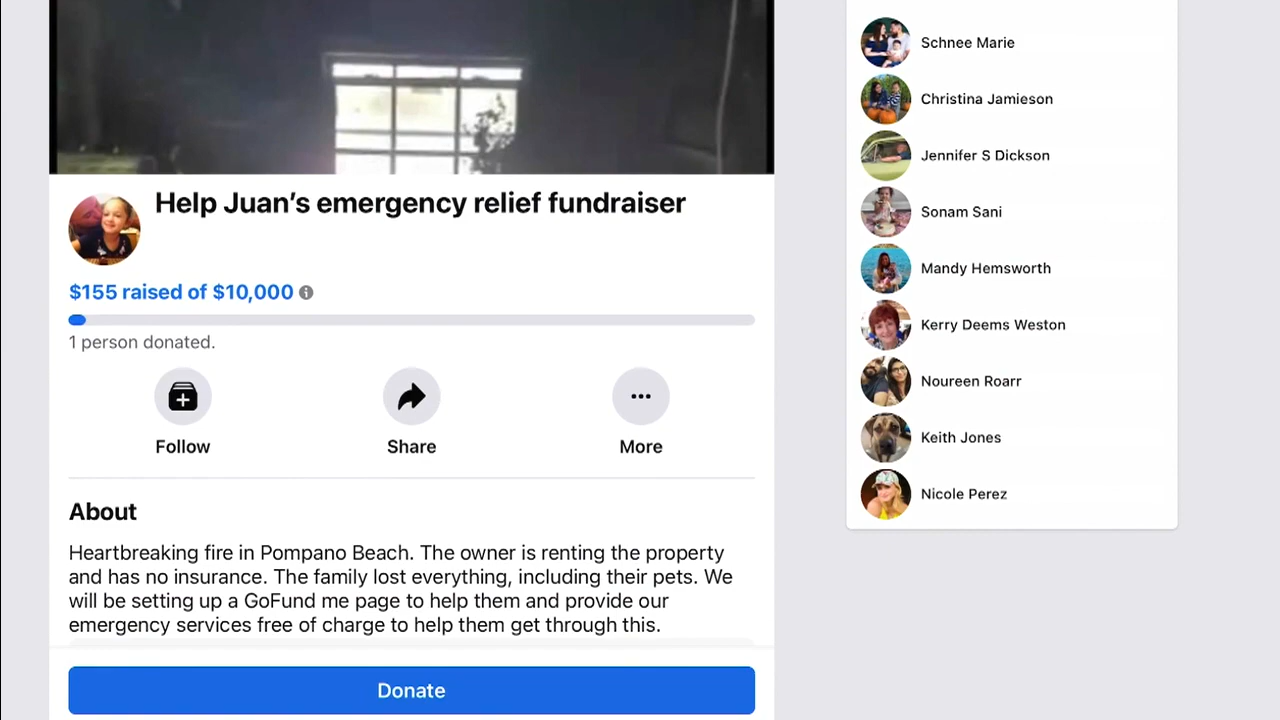 Help Juan’s emergency relief fundraiser
$155 raised of $10,000
1 person donated.
Follow
Share
More
About
Heartbreaking fire in Pompano Beach. The owner is renting the property
and has no insurance. The family lost everything, including their pets. We
will be setting up a GoFund me page to help them and provide our
emergency services free of charge to help them get through this.
Donate
Schnee Marie
Christina Jamieson
Jennifer S Dickson
Sonam Sani
Mandy Hemsworth
Kerry Deems Weston
Noureen Roarr
Keith Jones
Nicole Perez